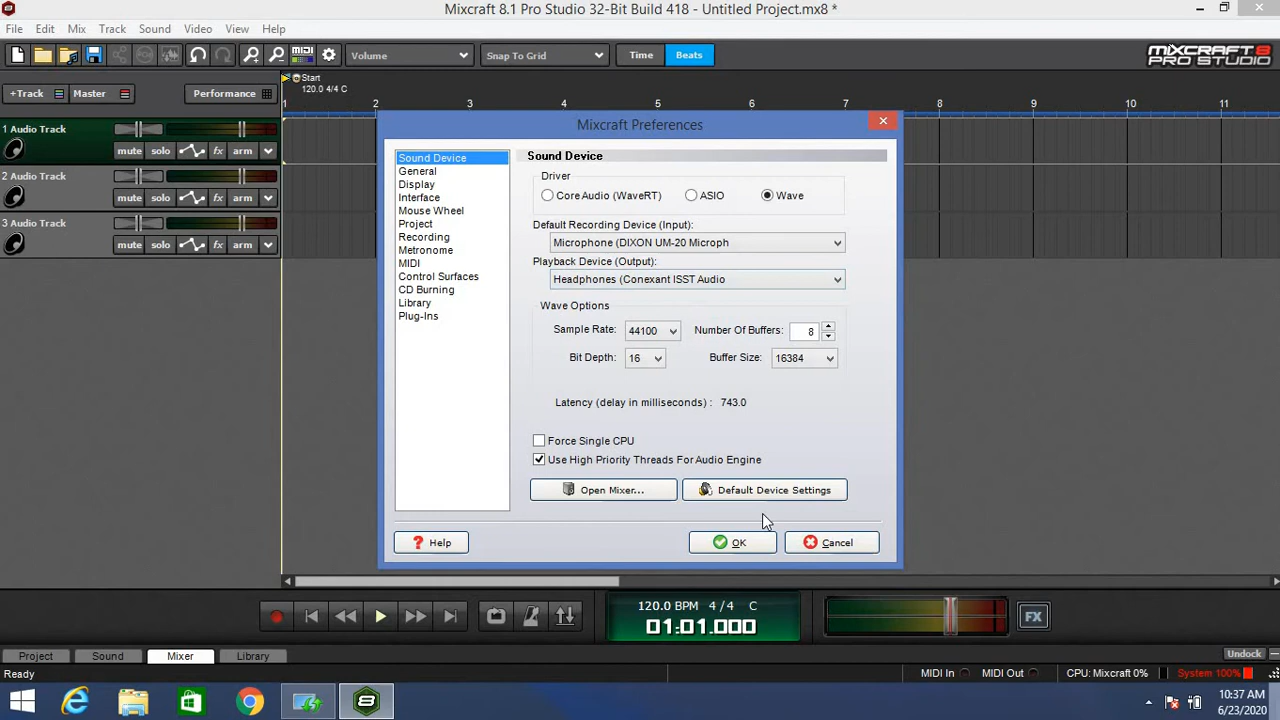 Mixcraft 8.1 Pro Studio 32-Bit Build 418 - Untitled Project.mx8 *
File Edit Mix Track Sound Video View Help
Volume Snap To Grid Time Beats MIXCRAFT 8 PRO STUDIO
+Track Master Performance
Start
120.0 4/4 C
1 2 3 4 5 6 7 8 9 10 11
1 Audio Track
mute solo fx arm
2 Audio Track
mute solo fx arm
3 Audio Track
mute solo fx arm
Mixcraft Preferences
Sound Device
General
Display
Interface
Mouse Wheel
Project
Recording
Metronome
MIDI
Control Surfaces
CD Burning
Library
Plug-Ins
Sound Device
Driver
Core Audio (WaveRT) ASIO Wave
Default Recording Device (Input):
Microphone (DIXON UM-20 Microph
Playback Device (Output):
Headphones (Conexant ISST Audio
Wave Options
Sample Rate: 44100 Number Of Buffers: 8
Bit Depth: 16 Buffer Size: 16384
Latency (delay in milliseconds) : 743.0
Force Single CPU
Use High Priority Threads For Audio Engine
Open Mixer... Default Device Settings
? Help OK Cancel
120.0 BPM 4/4 C
01:01.000
FX
Project Sound Mixer Library Undock
Ready MIDI In MIDI Out CPU: Mixcraft 0% System 100%
8
10:37 AM
6/23/2020